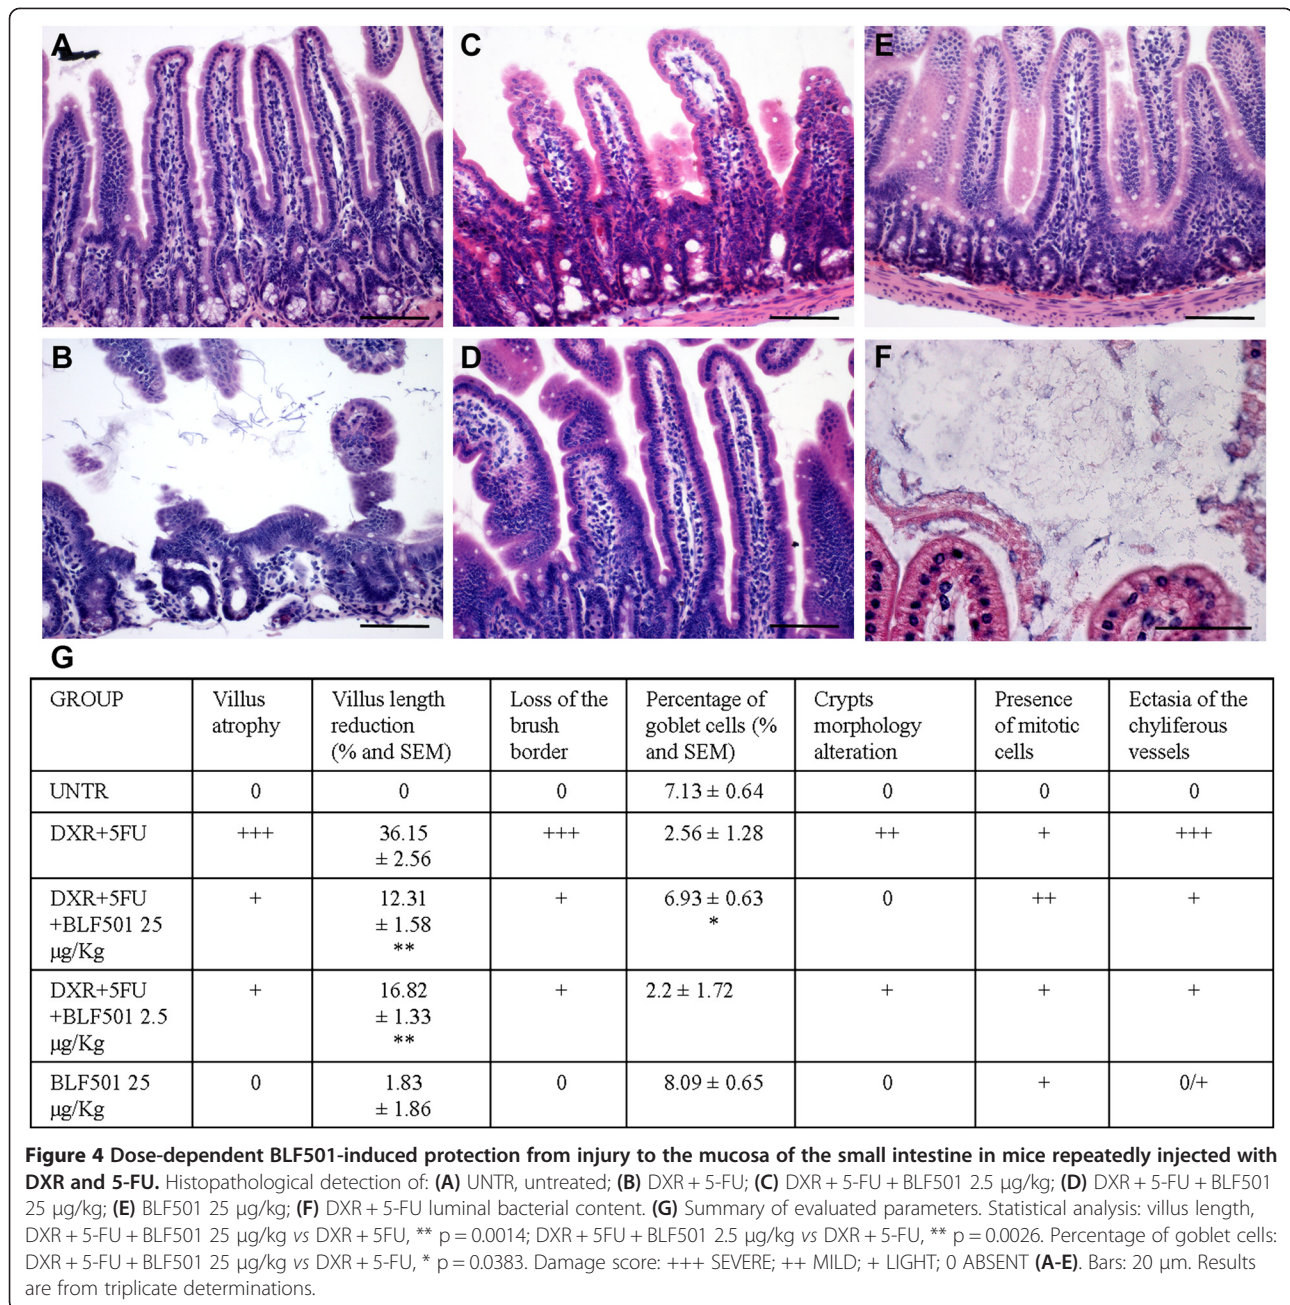 A
C
E
B
D
F
G
GROUP
Villus atrophy
Villus length reduction (% and SEM)
Loss of the brush border
Percentage of goblet cells (% and SEM)
Crypts morphology alteration
Presence of mitotic cells
Ectasia of the chyliferous vessels
UNTR
0
0
0
7.13 ± 0.64
0
0
0
DXR+5FU
+++
36.15 ± 2.56
+++
2.56 ± 1.28
++
+
+++
DXR+5FU +BLF501 25 µg/Kg
+
12.31 ± 1.58 **
+
6.93 ± 0.63 *
0
++
+
DXR+5FU +BLF501 2.5 µg/Kg
+
16.82 ± 1.33 **
+
2.2 ± 1.72
+
+
+
BLF501 25 µg/Kg
0
1.83 ± 1.86
0
8.09 ± 0.65
0
+
0/+
Figure 4 Dose-dependent BLF501-induced protection from injury to the mucosa of the small intestine in mice repeatedly injected with
DXR and 5-FU. Histopathological detection of: (A) UNTR, untreated; (B) DXR + 5-FU; (C) DXR + 5-FU + BLF501 2.5 µg/kg; (D) DXR + 5-FU + BLF501
25 µg/kg; (E) BLF501 25 µg/kg; (F) DXR + 5-FU luminal bacterial content. (G) Summary of evaluated parameters. Statistical analysis: villus length,
DXR + 5-FU + BLF501 25 µg/kg vs DXR + 5FU, ** p = 0.0014; DXR + 5FU + BLF501 2.5 µg/kg vs DXR + 5-FU, ** p = 0.0026. Percentage of goblet cells:
DXR + 5-FU + BLF501 25 µg/kg vs DXR + 5-FU, * p = 0.0383. Damage score: +++ SEVERE; ++ MILD; + LIGHT; 0 ABSENT (A-E). Bars: 20 µm. Results
are from triplicate determinations.